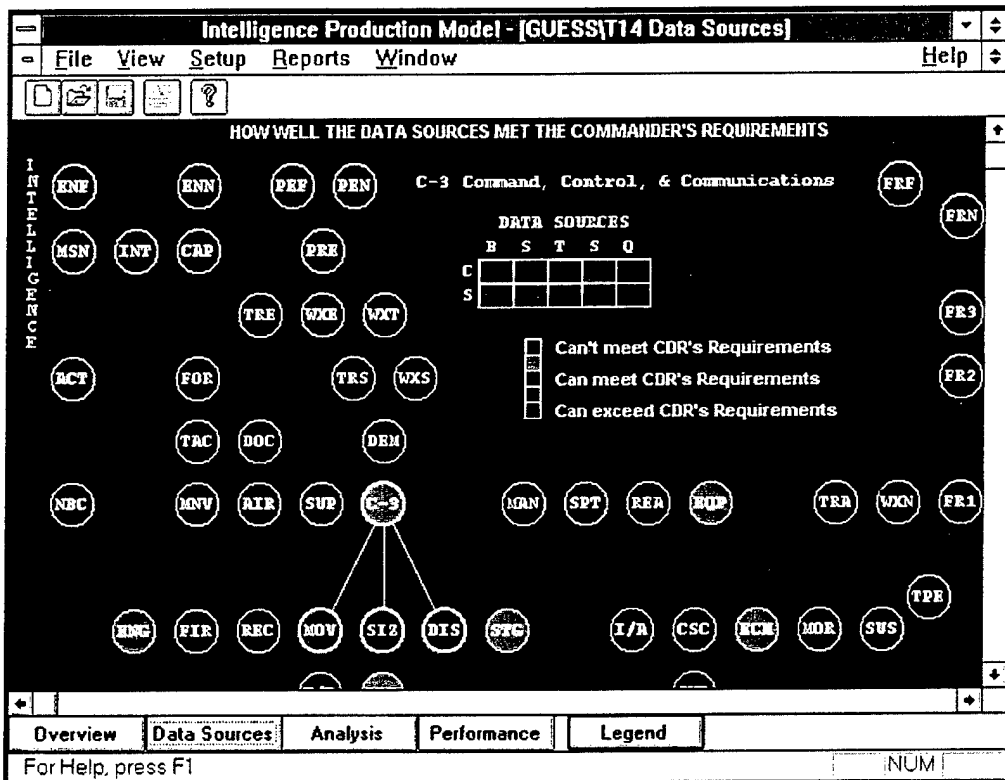 Intelligence Production Model - [GUESS\T14 Data Sources]
File View Setup Reports Window Help
HOW WELL THE DATA SOURCES MET THE COMMANDER'S REQUIREMENTS
INTELLIGENCE
ENF ENN PEF PEN C-3 Command, Control, & Communications FRF
FRN
MSN INT CAP PRE
DATA SOURCES
B S T S Q
C
S
TRE WXE WXT FR3
Can't meet CDR's Requirements
Can meet CDR's Requirements
Can exceed CDR's Requirements
ACT FOR TRS WXS FR2
TAC DOC DEM
NBC MNV AIR SUP C-3 MAN SPT REA EQP TRA WXN FR1
TPE
ENG FIR REC MOV SIZ DIS STG I/A CSC ECH MOR SUS
Overview Data Sources Analysis Performance Legend
For Help, press F1 NUM